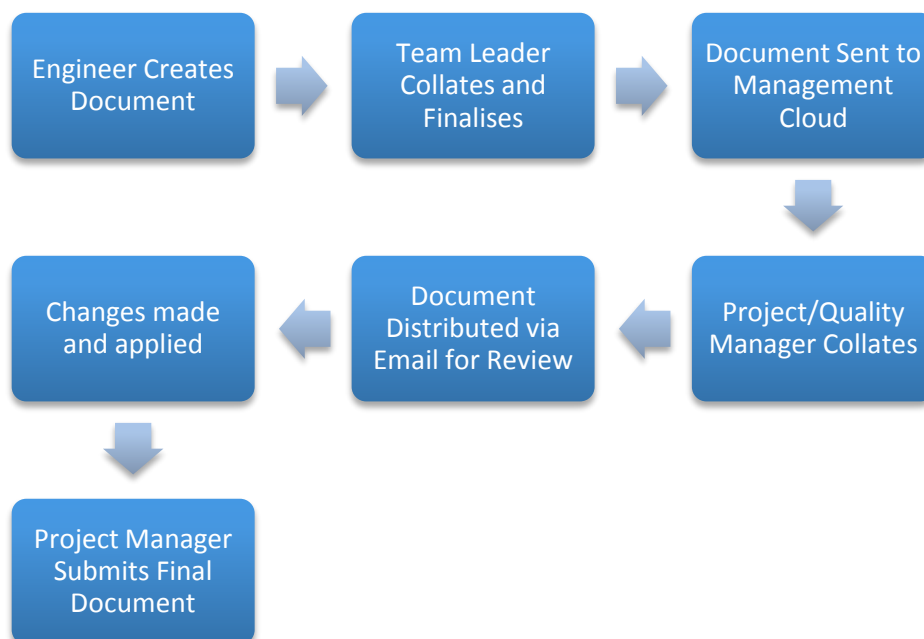 Engineer Creates
Document
Team Leader
Collates and
Finalises
Document Sent to
Management
Cloud
Project/Quality
Manager Collates
Document
Distributed via
Email for Review
Changes made
and applied
Project Manager
Submits Final
Document